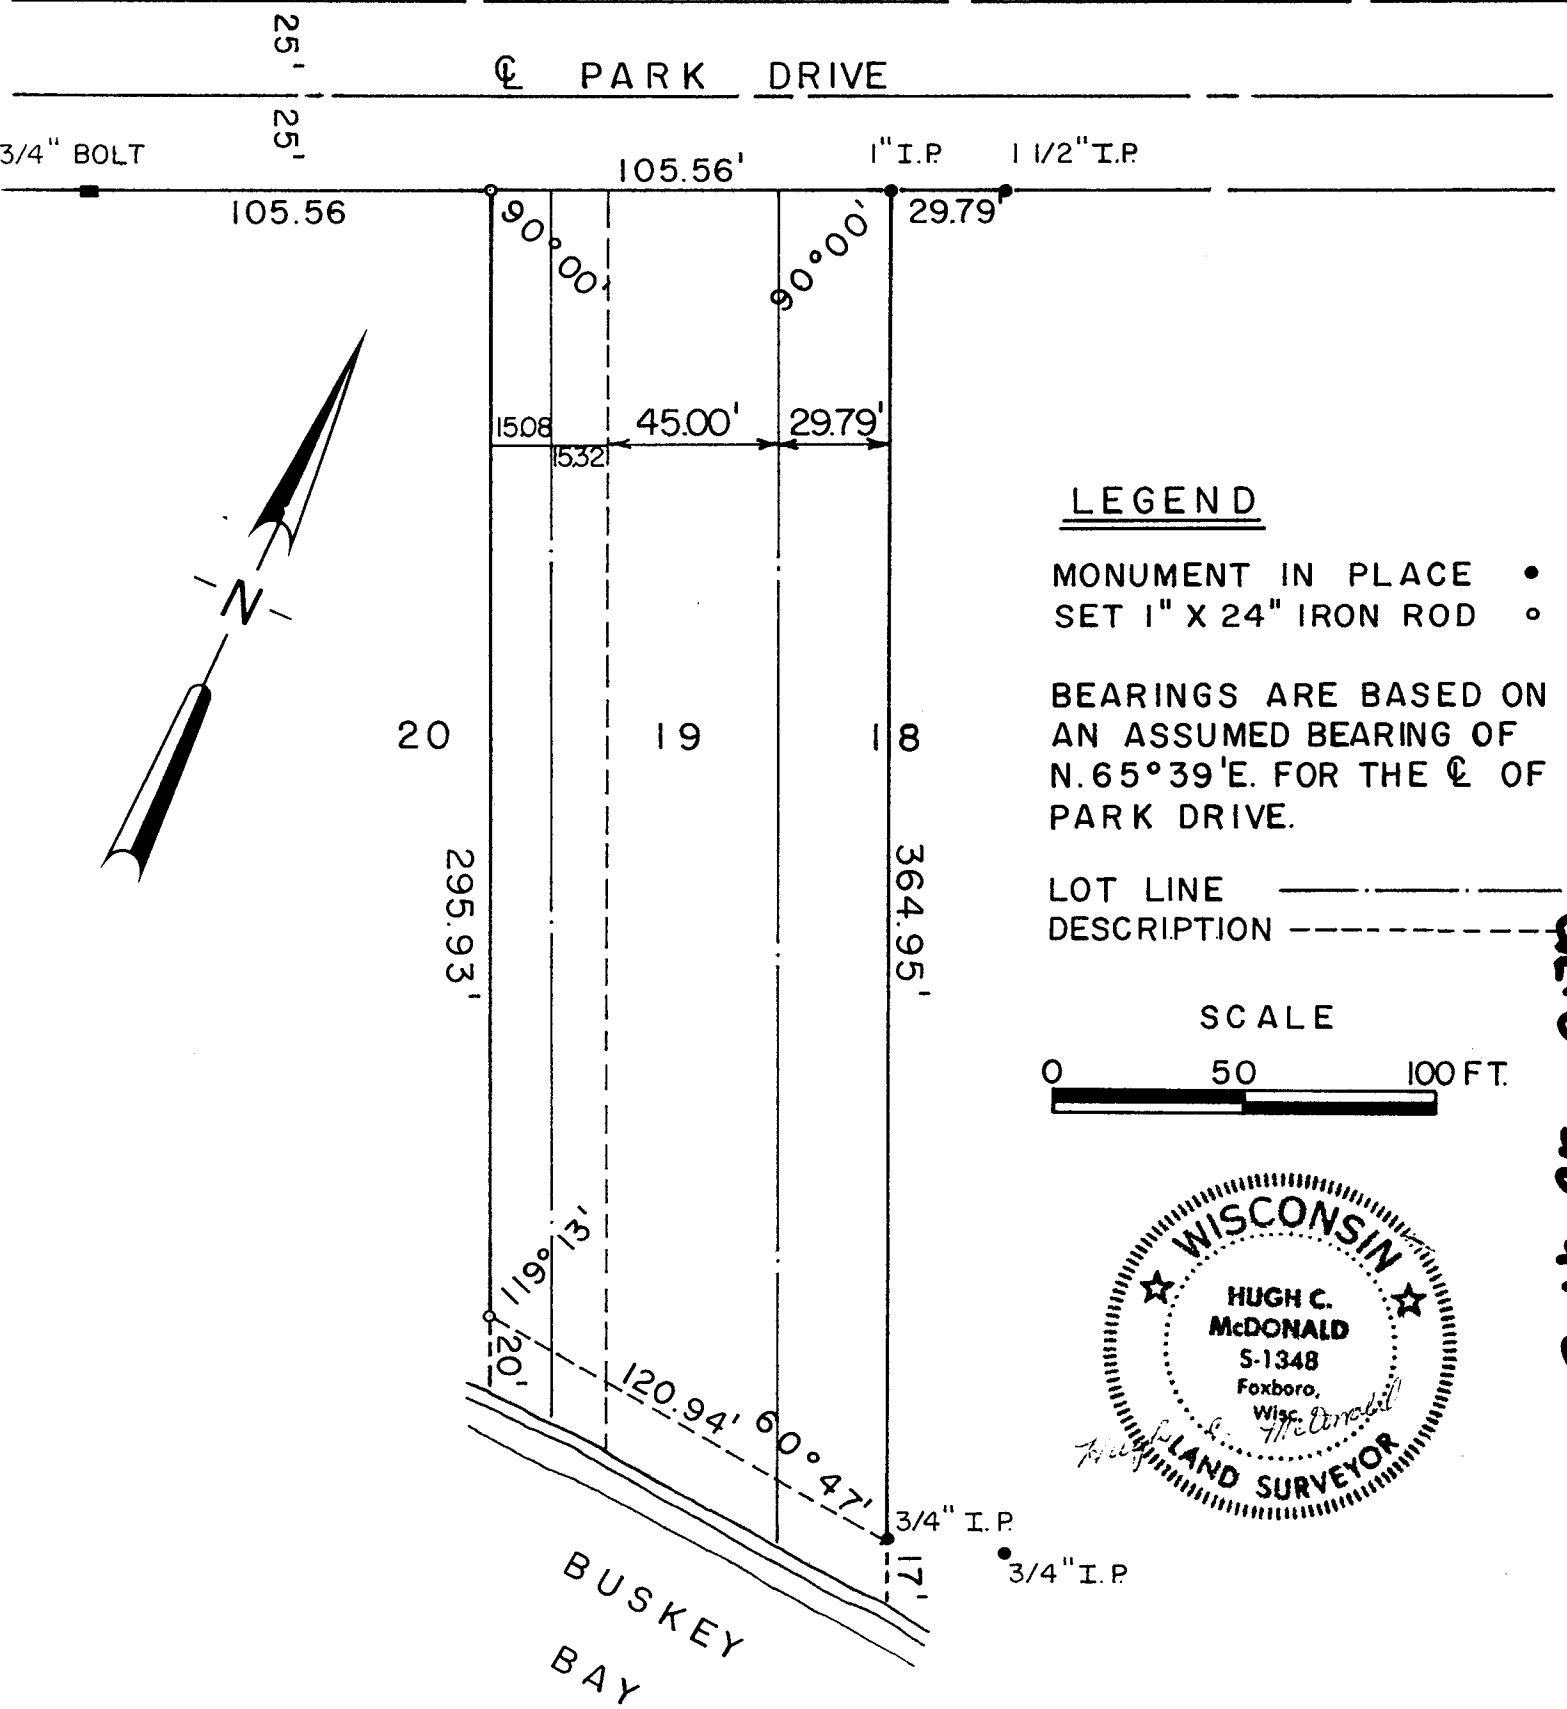 25'
℄ PARK DRIVE
25'
3/4" BOLT
105.56'
1" I.P.
1 1/2" I.P.
105.56
29.79'
90°00'
90°00'
15.08
15.32
45.00'
29.79'
N
LEGEND
MONUMENT IN PLACE ●
SET 1" X 24" IRON ROD ○
BEARINGS ARE BASED ON
AN ASSUMED BEARING OF
N.65°39'E. FOR THE ℄ OF
PARK DRIVE.
20
19
18
295.93'
364.95'
LOT LINE
DESCRIPTION
SCALE
0 50 100 FT.
119°13'
20'
120.94'
60°47'
3/4" I.P.
17'
3/4" I.P.
BUSKEY
BAY
WISCONSIN
HUGH C.
McDONALD
S-1348
Foxboro,
Wisc.
Hugh C. McDonald
LAND SURVEYOR